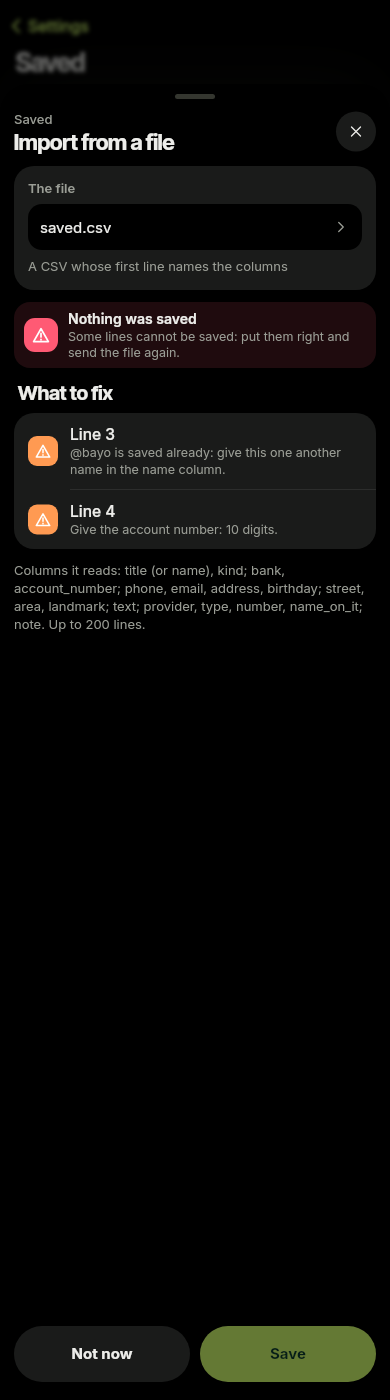 Settings
Saved
Saved
Import from a file
The file
saved.csv
A CSV whose first line names the columns
Nothing was saved
Some lines cannot be saved: put them right and
send the file again.
What to fix
Line 3
@bayo is saved already: give this one another
name in the name column.
Line 4
Give the account number: 10 digits.
Columns it reads: title (or name), kind; bank,
account_number; phone, email, address, birthday; street,
area, landmark; text; provider, type, number, name_on_it;
note. Up to 200 lines.
Not now
Save